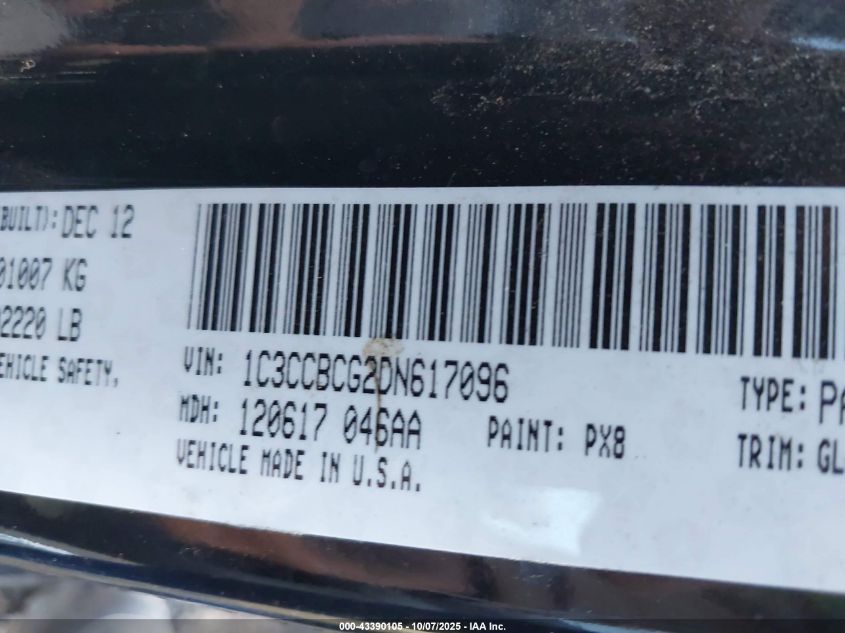 BUILT): DEC 12
01007 KG
2220 LB
EHICLE SAFETY,
VIN: 1C3CCBCG2DN617096
MDH: 120617 046AA
PAINT: PX8
VEHICLE MADE IN U.S.A.
TYPE: PA
TRIM: GL
000-43390105 - 10/07/2025 - IAA Inc.